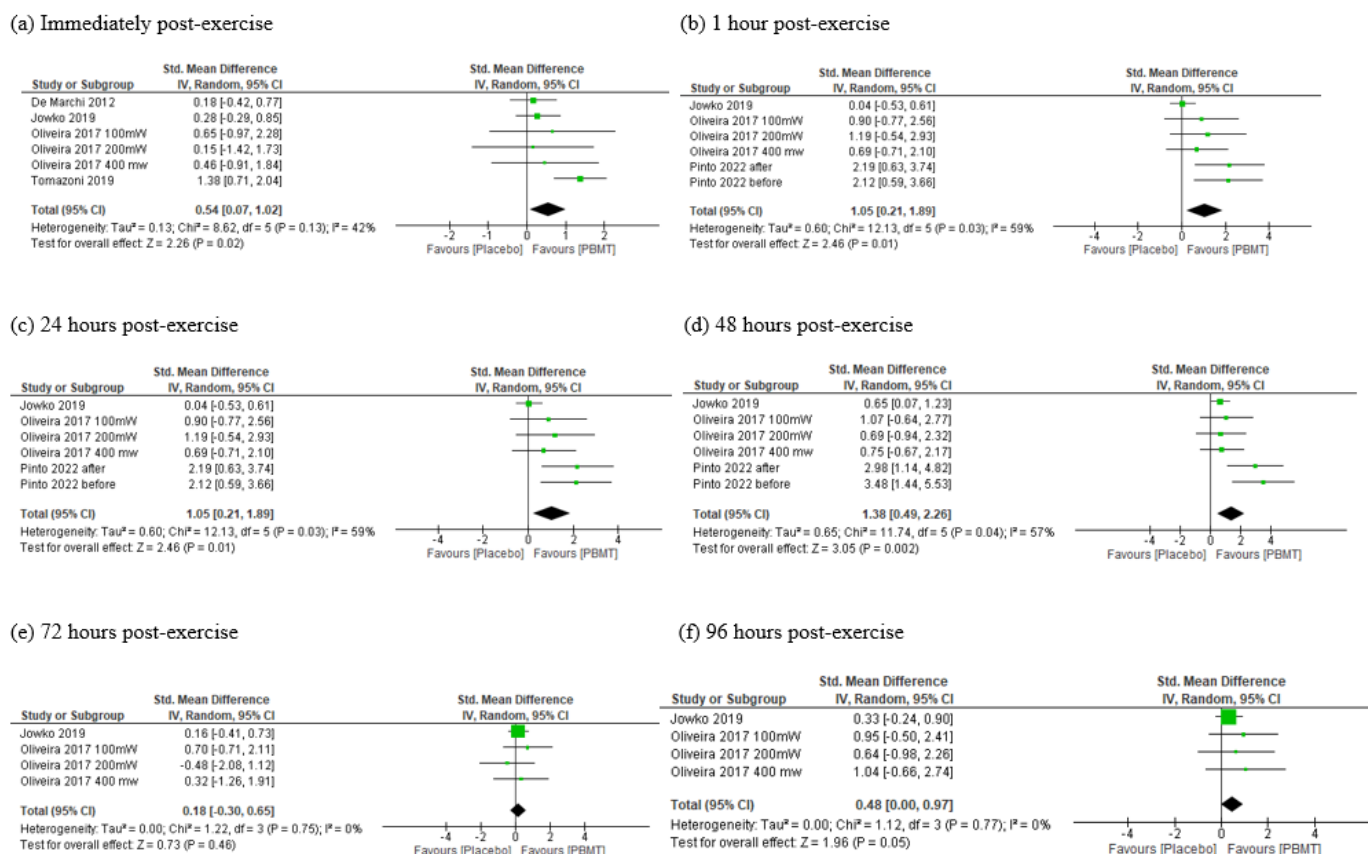 (a) Immediately post-exercise
Std. Mean Difference
Std. Mean Difference
Study or Subgroup IV, Random, 95% CI IV, Random, 95% CI
De Marchi 2012 0.18 [-0.42, 0.77]
Jowko 2019 0.28 [-0.29, 0.85]
Oliveira 2017 100mW 0.65 [-0.97, 2.28]
Oliveira 2017 200mW 0.15 [-1.42, 1.73]
Oliveira 2017 400 mw 0.46 [-0.91, 1.84]
Tomazoni 2019 1.38 [0.71, 2.04]
Total (95% CI) 0.54 [0.07, 1.02]
Heterogeneity: Tau² = 0.13; Chi² = 8.62, df = 5 (P = 0.13); I² = 42%
Test for overall effect: Z = 2.26 (P = 0.02)
-2 -1 0 1 2
Favours [Placebo] Favours [PBMT]
(b) 1 hour post-exercise
Std. Mean Difference
Std. Mean Difference
Study or Subgroup IV, Random, 95% CI IV, Random, 95% CI
Jowko 2019 0.04 [-0.53, 0.61]
Oliveira 2017 100mW 0.90 [-0.77, 2.56]
Oliveira 2017 200mW 1.19 [-0.54, 2.93]
Oliveira 2017 400 mw 0.69 [-0.71, 2.10]
Pinto 2022 after 2.19 [0.63, 3.74]
Pinto 2022 before 2.12 [0.59, 3.66]
Total (95% CI) 1.05 [0.21, 1.89]
Heterogeneity: Tau² = 0.60; Chi² = 12.13, df = 5 (P = 0.03); I² = 59%
Test for overall effect: Z = 2.46 (P = 0.01)
-4 -2 0 2 4
Favours [Placebo] Favours [PBMT]
(c) 24 hours post-exercise
Std. Mean Difference
Std. Mean Difference
Study or Subgroup IV, Random, 95% CI IV, Random, 95% CI
Jowko 2019 0.04 [-0.53, 0.61]
Oliveira 2017 100mW 0.90 [-0.77, 2.56]
Oliveira 2017 200mW 1.19 [-0.54, 2.93]
Oliveira 2017 400 mw 0.69 [-0.71, 2.10]
Pinto 2022 after 2.19 [0.63, 3.74]
Pinto 2022 before 2.12 [0.59, 3.66]
Total (95% CI) 1.05 [0.21, 1.89]
Heterogeneity: Tau² = 0.60; Chi² = 12.13, df = 5 (P = 0.03); I² = 59%
Test for overall effect: Z = 2.46 (P = 0.01)
-4 -2 0 2 4
Favours [Placebo] Favours [PBMT]
(d) 48 hours post-exercise
Std. Mean Difference
Std. Mean Difference
Study or Subgroup IV, Random, 95% CI IV, Random, 95% CI
Jowko 2019 0.65 [0.07, 1.23]
Oliveira 2017 100mW 1.07 [-0.64, 2.77]
Oliveira 2017 200mW 0.69 [-0.94, 2.32]
Oliveira 2017 400 mw 0.75 [-0.67, 2.17]
Pinto 2022 after 2.98 [1.14, 4.82]
Pinto 2022 before 3.48 [1.44, 5.53]
Total (95% CI) 1.38 [0.49, 2.26]
Heterogeneity: Tau² = 0.65; Chi² = 11.74, df = 5 (P = 0.04); I² = 57%
Test for overall effect: Z = 3.05 (P = 0.002)
-4 -2 0 2 4
Favours [Placebo] Favours [PBMT]
(e) 72 hours post-exercise
Std. Mean Difference
Std. Mean Difference
Study or Subgroup IV, Random, 95% CI IV, Random, 95% CI
Jowko 2019 0.16 [-0.41, 0.73]
Oliveira 2017 100mW 0.70 [-0.71, 2.11]
Oliveira 2017 200mW -0.48 [-2.08, 1.12]
Oliveira 2017 400 mw 0.32 [-1.26, 1.91]
Total (95% CI) 0.18 [-0.30, 0.65]
Heterogeneity: Tau² = 0.00; Chi² = 1.22, df = 3 (P = 0.75); I² = 0%
Test for overall effect: Z = 0.73 (P = 0.46)
-4 -2 0 2 4
Favours [Placebo] Favours [PBMT]
(f) 96 hours post-exercise
Std. Mean Difference
Std. Mean Difference
Study or Subgroup IV, Random, 95% CI IV, Random, 95% CI
Jowko 2019 0.33 [-0.24, 0.90]
Oliveira 2017 100mW 0.95 [-0.50, 2.41]
Oliveira 2017 200mW 0.64 [-0.98, 2.26]
Oliveira 2017 400 mw 1.04 [-0.66, 2.74]
Total (95% CI) 0.48 [0.00, 0.97]
Heterogeneity: Tau² = 0.00; Chi² = 1.12, df = 3 (P = 0.77); I² = 0%
Test for overall effect: Z = 1.96 (P = 0.05)
-4 -2 0 2 4
Favours [Placebo] Favours [PBMT]